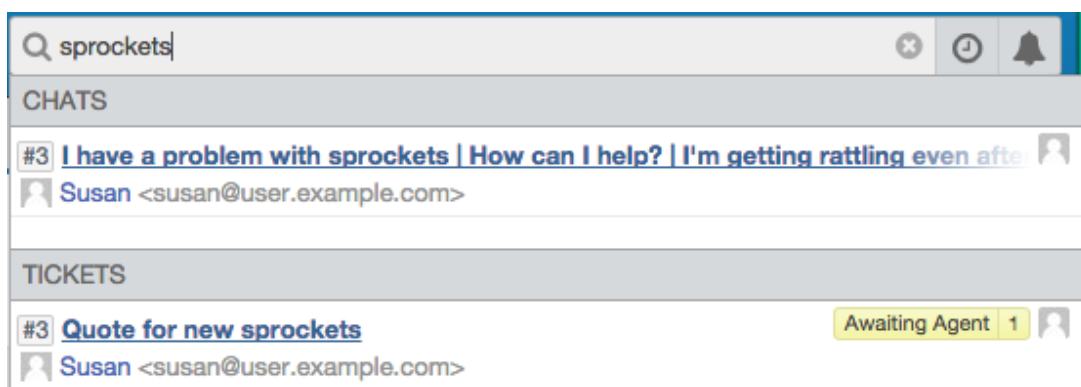 sprockets
CHATS
#3 I have a problem with sprockets | How can I help? | I'm getting rattling even after
Susan <susan@user.example.com>
TICKETS
#3 Quote for new sprockets Awaiting Agent 1
Susan <susan@user.example.com>